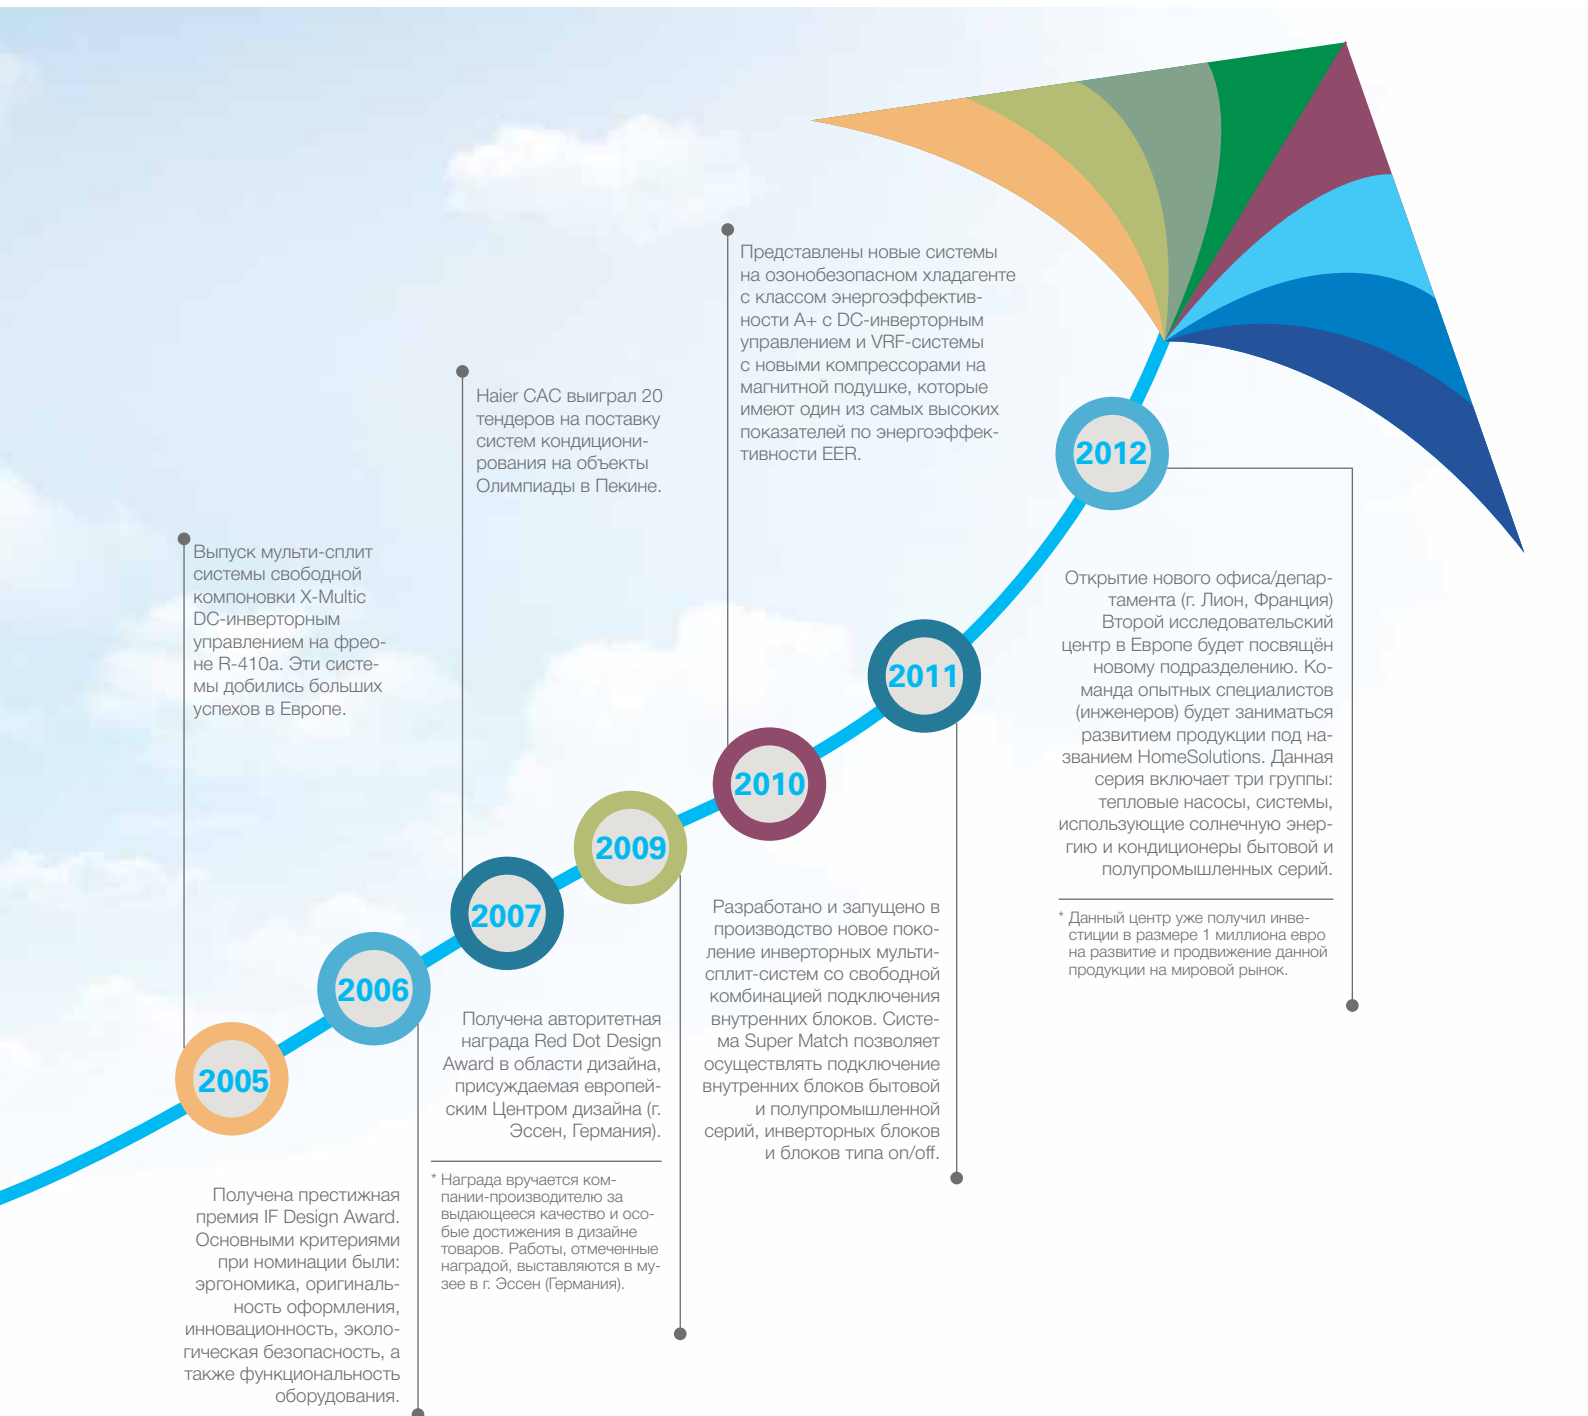 2005
Выпуск мульти-сплит
системы свободной
компоновки X-Multic
DC-инверторным
управлением на фрео-
не R-410a. Эти систе-
мы добились больших
успехов в Европе.
2006
Получена престижная
премия IF Design Award.
Основными критериями
при номинации были:
эргономика, оригиналь-
ность оформления,
инновационность, эколо-
гическая безопасность, а
также функциональность
оборудования.
2007
Haier CAC выиграл 20
тендеров на поставку
систем кондициони-
рования на объекты
Олимпиады в Пекине.
2009
Получена авторитетная
награда Red Dot Design
Award в области дизайна,
присуждаемая европей-
ским Центром дизайна (г.
Эссен, Германия).
* Награда вручается ком-
пании-производителю за
выдающееся качество и осо-
бые достижения в дизайне
товаров. Работы, отмеченные
наградой, выставляются в му-
зее в г. Эссен (Германия).
2010
Представлены новые системы
на озонобезопасном хладагенте
с классом энергоэффектив-
ности А+ с DC-инверторным
управлением и VRF-системы
с новыми компрессорами на
магнитной подушке, которые
имеют один из самых высоких
показателей по энергоэффек-
тивности EER.
2011
Разработано и запущено в
производство новое поко-
ление инверторных мульти-
сплит-систем со свободной
комбинацией подключения
внутренних блоков. Систе-
ма Super Match позволяет
осуществлять подключение
внутренних блоков бытовой
и полупромышленной
серий, инверторных блоков
и блоков типа on/off.
2012
Открытие нового офиса/депар-
тамента (г. Лион, Франция)
Второй исследовательский
центр в Европе будет посвящён
новому подразделению. Ко-
манда опытных специалистов
(инженеров) будет заниматься
развитием продукции под на-
званием HomeSolutions. Данная
серия включает три группы:
тепловые насосы, системы,
использующие солнечную энер-
гию и кондиционеры бытовой и
полупромышленных серий.
* Данный центр уже получил инве-
стиции в размере 1 миллиона евро
на развитие и продвижение данной
продукции на мировой рынок.